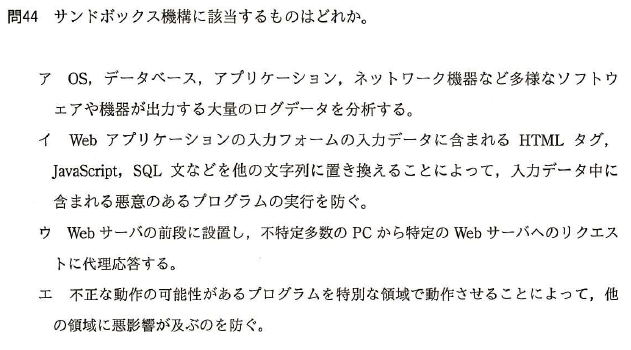 問44 サンドボックス機構に該当するものはどれか。
ア OS，データベース，アプリケーション，ネットワーク機器など多様なソフトウ
ェアや機器が出力する大量のログデータを分析する。
イ Web アプリケーションの入力フォームの入力データに含まれる HTML タグ，
JavaScript，SQL 文などを他の文字列に置き換えることによって，入力データ中に
含まれる悪意のあるプログラムの実行を防ぐ。
ウ Web サーバの前段に設置し，不特定多数の PC から特定の Web サーバへのリクエス
トに代理応答する。
エ 不正な動作の可能性があるプログラムを特別な領域で動作させることによって，他
の領域に悪影響が及ぶのを防ぐ。